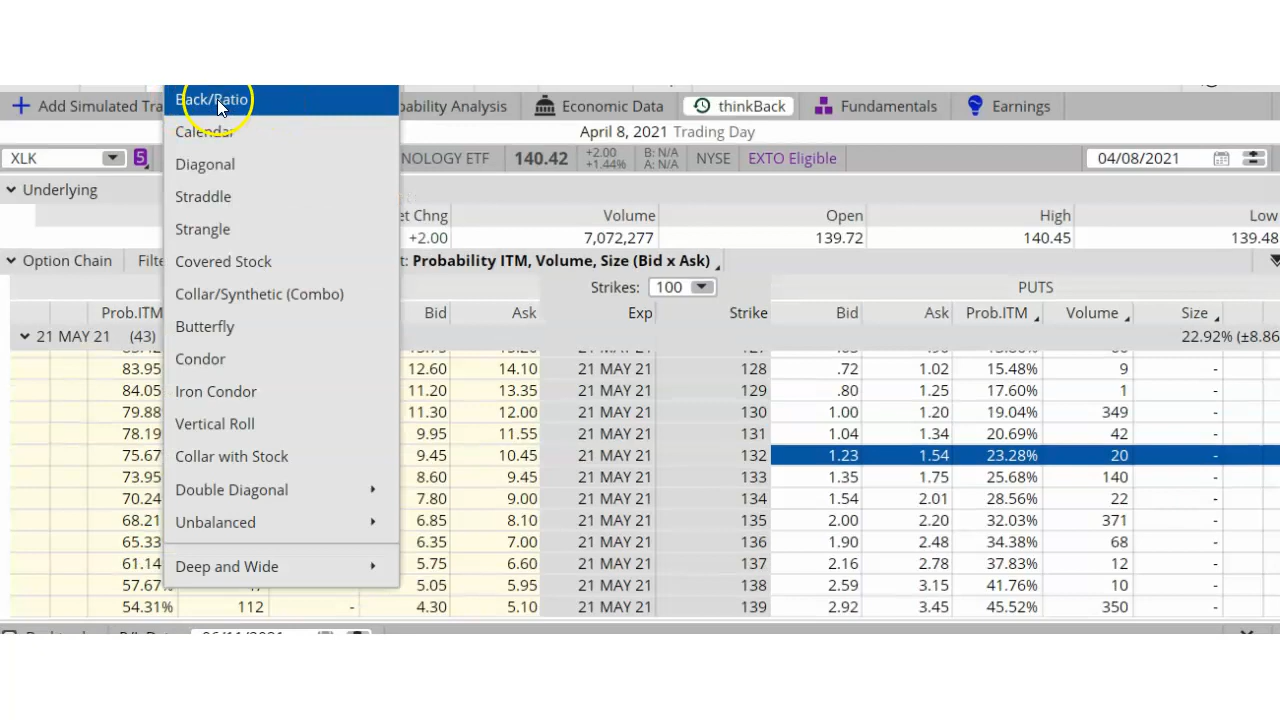 Add Simulated Tra Back/Ratio bability Analysis Economic Data thinkBack Fundamentals Earnings
Calendar April 8, 2021 Trading Day
XLK 5 Diagonal NOLOGY ETF 140.42 +2.00 +1.44% B: N/A A: N/A NYSE EXTO Eligible 04/08/2021
Underlying Straddle
et Chng Volume Open High Low
Strangle +2.00 7,072,277 139.72 140.45 139.48
Option Chain Filte Covered Stock t: Probability ITM, Volume, Size (Bid x Ask)
Collar/Synthetic (Combo) Strikes: 100 PUTS
Prob.ITM Butterfly Bid Ask Exp Strike Bid Ask Prob.ITM Volume Size
21 MAY 21 (43) 22.92% (±8.86
Condor
83.95 12.60 14.10 21 MAY 21 128 .72 1.02 15.48% 9 -
84.05 Iron Condor 11.20 13.35 21 MAY 21 129 .80 1.25 17.60% 1 -
79.88 11.30 12.00 21 MAY 21 130 1.00 1.20 19.04% 349 -
78.19 Vertical Roll 9.95 11.55 21 MAY 21 131 1.04 1.34 20.69% 42 -
75.67 Collar with Stock 9.45 10.45 21 MAY 21 132 1.23 1.54 23.28% 20 -
73.95 8.60 9.45 21 MAY 21 133 1.35 1.75 25.68% 140 -
70.24 Double Diagonal 7.80 9.00 21 MAY 21 134 1.54 2.01 28.56% 22 -
68.21 Unbalanced 6.85 8.10 21 MAY 21 135 2.00 2.20 32.03% 371 -
65.33 6.35 7.00 21 MAY 21 136 1.90 2.48 34.38% 68 -
61.14 Deep and Wide 5.75 6.60 21 MAY 21 137 2.16 2.78 37.83% 12 -
57.67% 5.05 5.95 21 MAY 21 138 2.59 3.15 41.76% 10 -
54.31% 112 - 4.30 5.10 21 MAY 21 139 2.92 3.45 45.52% 350 -